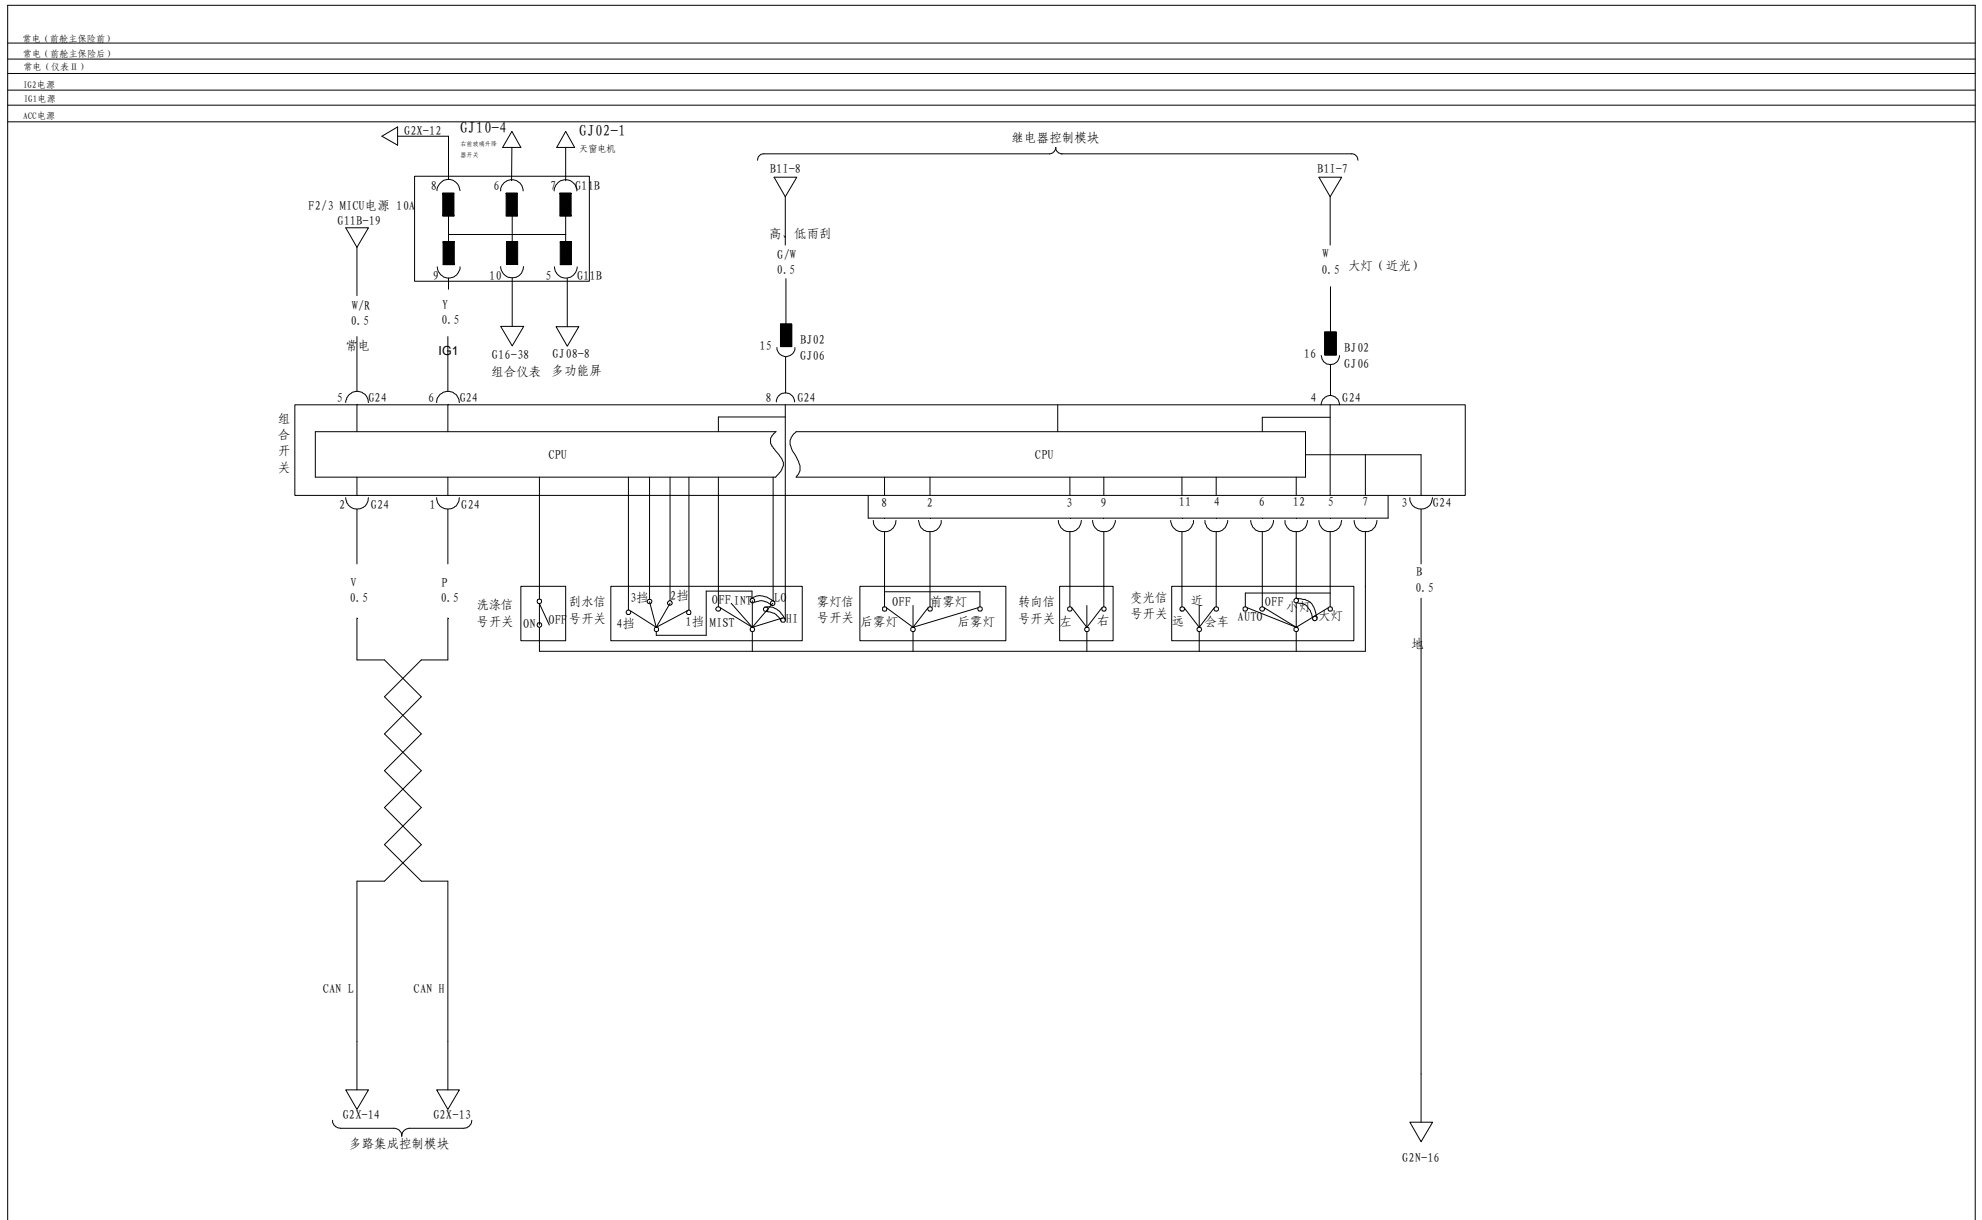 常电（前舱主保险前）
常电（前舱主保险后）
常电（仪表Ⅱ）
IG2电源
IG1电源
ACC电源
G2X-12
GJ10-4
右前玻璃升降
器开关
GJ02-1
天窗电机
继电器控制模块
B1I-8
B1I-7
8
6
7
G11B
F2/3 MICU电源 10A
G11B-19
9
10
5
G11B
高、低雨刮
G/W
0.5
W
0.5
大灯（近光）
W/R
0.5
常电
Y
0.5
IG1
G16-38
组合仪表
GJ08-8
多功能屏
15
BJ02
GJ06
16
BJ02
GJ06
5
G24
6
G24
8
G24
4
G24
组
合
开
关
CPU
CPU
2
G24
1
G24
8
2
3
9
11
4
6
12
5
7
3
G24
V
0.5
P
0.5
B
0.5
地
洗涤信
号开关
ON
OFF
刮水信
号开关
3挡
2挡
4挡
1挡
OFF
INT
LO
MIST
HI
雾灯信
号开关
OFF
前雾灯
后雾灯
后雾灯
转向信
号开关
左
右
变光信
号开关
近
远
会车
OFF
小灯
AUTO
大灯
CAN L
CAN H
G2X-14
G2X-13
多路集成控制模块
G2N-16